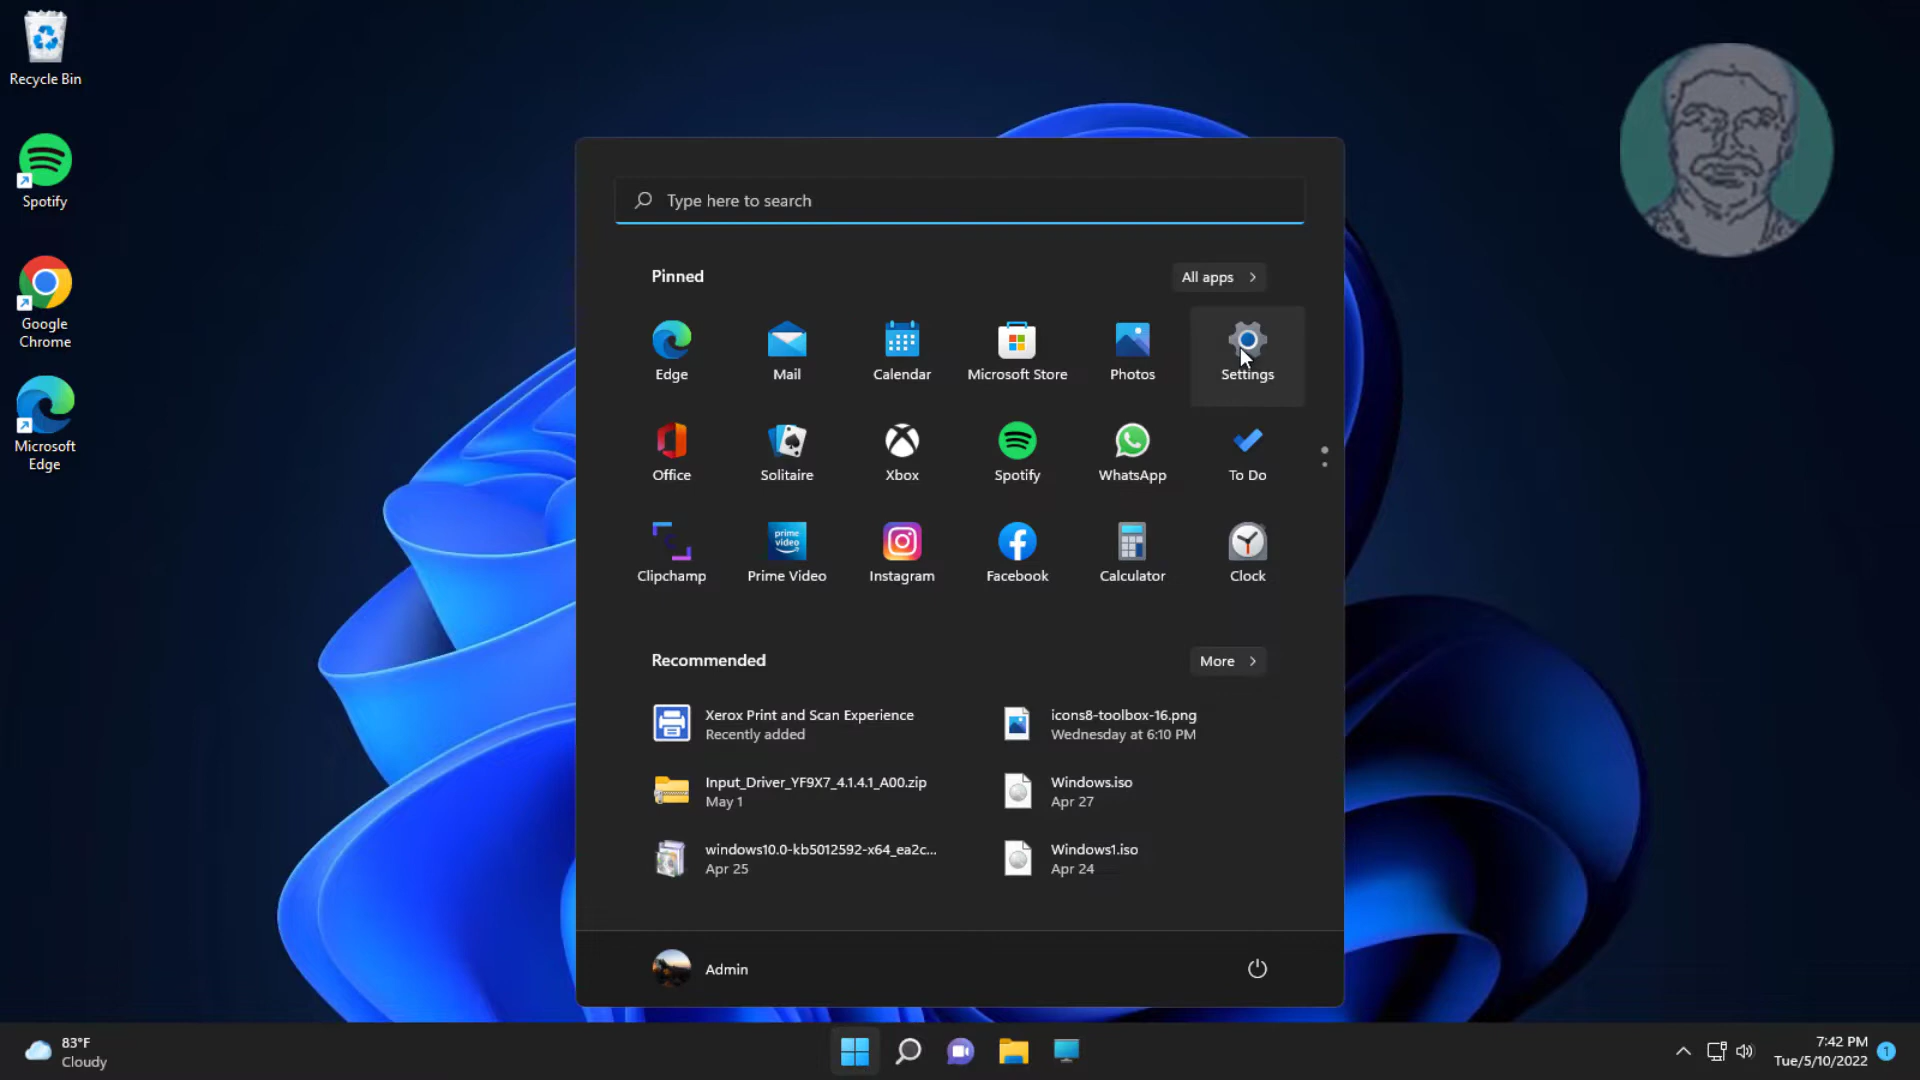 Recycle Bin
Spotify
Google
Chrome
Microsoft
Edge
Type here to search
Pinned
All apps
Edge
Mail
Calendar
Microsoft Store
Photos
Settings
Office
Solitaire
Xbox
Spotify
WhatsApp
To Do
Clipchamp
prime video
Prime Video
Instagram
Facebook
Calculator
Clock
Recommended
More
Xerox Print and Scan Experience
Recently added
icons8-toolbox-16.png
Wednesday at 6:10 PM
Input_Driver_YF9X7_4.1.4.1_A00.zip
May 1
Windows.iso
Apr 27
windows10.0-kb5012592-x64_ea2c...
Apr 25
Windows1.iso
Apr 24
Admin
83°F
Cloudy
7:42 PM
Tue/5/10/2022
1